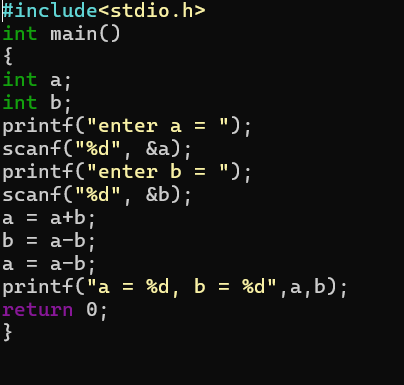 #include<stdio.h>
int main()
{
int a;
int b;
printf("enter a = ");
scanf("%d", &a);
printf("enter b = ");
scanf("%d", &b);
a = a+b;
b = a-b;
a = a-b;
printf("a = %d, b = %d",a,b);
return 0;
}